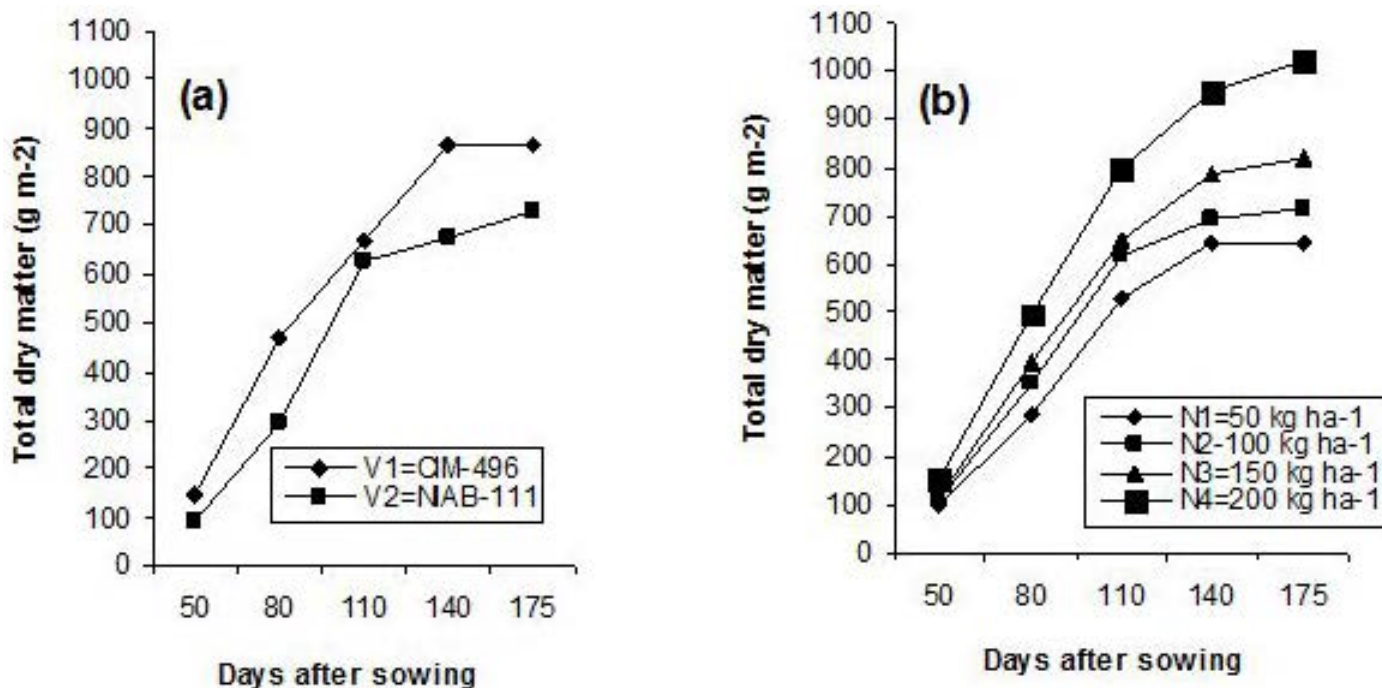 1100
1000
900
800
700
600
500
400
300
200
100
0
Total dry matter (g m-2)
(a)
V1=CIM-496
V2=NIAB-111
50 80 110 140 175
Days after sowing
1100
1000
900
800
700
600
500
400
300
200
100
0
Total dry matter (g m-2)
(b)
N1=50 kg ha-1
N2-100 kg ha-1
N3=150 kg ha-1
N4=200 kg ha-1
50 80 110 140 175
Days after sowing